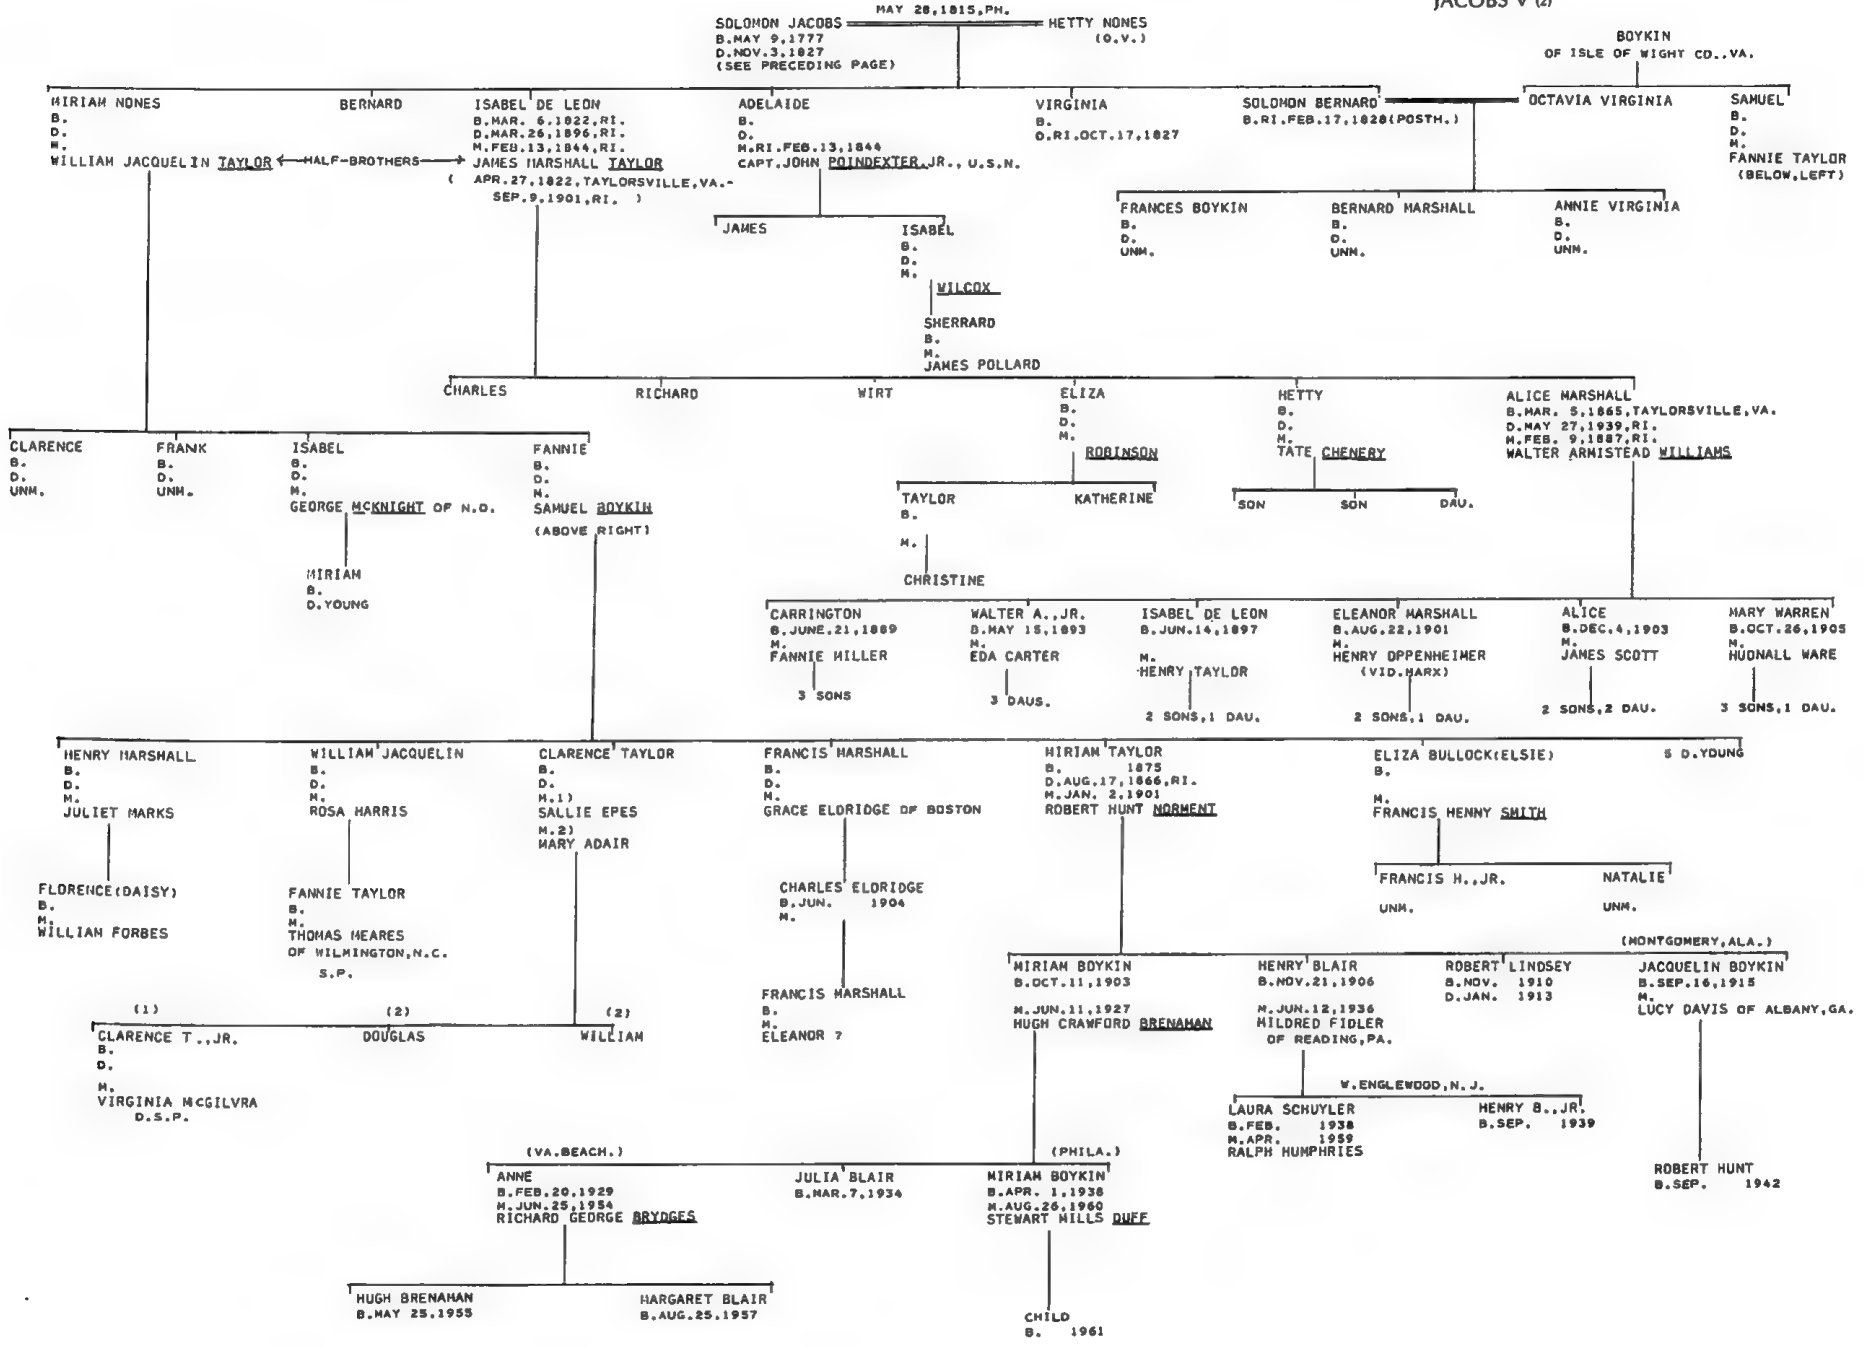 JACOBS V (2)
MAY 28,1815,PH.
SOLOMON JACOBS
HETTY NONES
B.MAY 9,1777
(O.V.)
D.NOV.3,1827
(SEE PRECEDING PAGE)
BOYKIN
OF ISLE OF WIGHT CO.,VA.
MIRIAM NONES
B.
D.
M.
WILLIAM JACQUELIN TAYLOR
HALF-BROTHERS
BERNARD
ISABEL DE LEON
B.MAR. 6,1822,RI.
D.MAR.26,1896,RI.
M.FEB.13,1844,RI.
JAMES MARSHALL TAYLOR
( APR.27,1822,TAYLORSVILLE,VA.-
SEP.9,1901,RI. )
ADELAIDE
B.
D.
M.RI.FEB.13,1844
CAPT.JOHN POINDEXTER,JR.,U.S.N.
VIRGINIA
B.
D.RI.OCT.17,1827
SOLOMON BERNARD
B.RI.FEB.17,1828(POSTH.)
OCTAVIA VIRGINIA
SAMUEL
B.
D.
M.
FANNIE TAYLOR
(BELOW,LEFT)
FRANCES BOYKIN
B.
D.
UNM.
BERNARD MARSHALL
B.
D.
UNM.
ANNIE VIRGINIA
B.
D.
UNM.
JAMES
ISABEL
B.
D.
M.
WILCOX
SHERRARD
B.
M.
JAMES POLLARD
CHARLES
RICHARD
WIRT
ELIZA
B.
D.
M.
ROBINSON
HETTY
B.
D.
M.
TATE CHENERY
ALICE MARSHALL
B.MAR. 5,1865,TAYLORSVILLE,VA.
D.MAY 27,1939,RI.
M.FEB. 9,1887,RI.
WALTER ARMISTEAD WILLIAMS
CLARENCE
B.
D.
UNM.
FRANK
B.
D.
UNM.
ISABEL
B.
D.
M.
GEORGE MCKNIGHT OF N.O.
FANNIE
B.
D.
M.
SAMUEL BOYKIN
(ABOVE RIGHT)
MIRIAM
B.
D.YOUNG
TAYLOR
B.
M.
KATHERINE
CHRISTINE
SON
SON
DAU.
CARRINGTON
B.JUNE.21,1889
M.
FANNIE MILLER
3 SONS
WALTER A.,JR.
B.MAY 15,1893
M.
EDA CARTER
3 DAUS.
ISABEL DE LEON
B.JUN.14,1897
M.
HENRY TAYLOR
2 SONS,1 DAU.
ELEANOR MARSHALL
B.AUG.22,1901
M.
HENRY OPPENHEIMER
(VID.MARX)
2 SONS,1 DAU.
ALICE
B.DEC.4,1903
M.
JAMES SCOTT
2 SONS,2 DAU.
MARY WARREN
B.OCT.26,1905
M.
HUDNALL WARE
3 SONS,1 DAU.
HENRY MARSHALL
B.
D.
M.
JULIET MARKS
WILLIAM JACQUELIN
B.
D.
M.
ROSA HARRIS
CLARENCE TAYLOR
B.
D.
M.1)
SALLIE EPES
M.2)
MARY ADAIR
FRANCIS MARSHALL
B.
D.
M.
GRACE ELDRIDGE OF BOSTON
MIRIAM TAYLOR
B. 1875
D.AUG.17,1866,RI.
M.JAN. 2,1901
ROBERT HUNT NORMENT
ELIZA BULLOCK(ELSIE)
B.
M.
FRANCIS HENNY SMITH
5 D.YOUNG
FLORENCE(DAISY)
B.
M.
WILLIAM FORBES
FANNIE TAYLOR
B.
M.
THOMAS MEARES
OF WILMINGTON,N.C.
S.P.
CHARLES ELDRIDGE
B.JUN. 1904
M.
FRANCIS MARSHALL
B.
M.
ELEANOR ?
FRANCIS H.,JR.
UNM.
NATALIE
UNM.
(MONTGOMERY,ALA.)
MIRIAM BOYKIN
B.OCT.11,1903
M.JUN.11,1927
HUGH CRAWFORD BRENAMAN
HENRY BLAIR
B.NOV.21,1906
M.JUN.12,1936
MILDRED FIDLER
OF READING,PA.
ROBERT LINDSEY
B.NOV. 1910
D.JAN. 1913
JACQUELIN BOYKIN
B.SEP.16,1915
M.
LUCY DAVIS OF ALBANY,GA.
(1)
(2)
(2)
CLARENCE T.,JR.
B.
D.
M.
VIRGINIA MCGILVRA
D.S.P.
DOUGLAS
WILLIAM
W.ENGLEWOOD,N.J.
LAURA SCHUYLER
B.FEB. 1938
M.APR. 1959
RALPH HUMPHRIES
HENRY B.,JR.
B.SEP. 1939
ROBERT HUNT
B.SEP. 1942
(VA.BEACH.)
(PHILA.)
ANNE
B.FEB.20,1929
M.JUN.25,1954
RICHARD GEORGE BRYDGES
JULIA BLAIR
B.MAR.7,1934
MIRIAM BOYKIN
B.APR. 1,1938
M.AUG.26,1960
STEWART MILLS DUFF
HUGH BRENAMAN
B.MAY 25,1955
MARGARET BLAIR
B.AUG.25,1957
CHILD
B. 1961